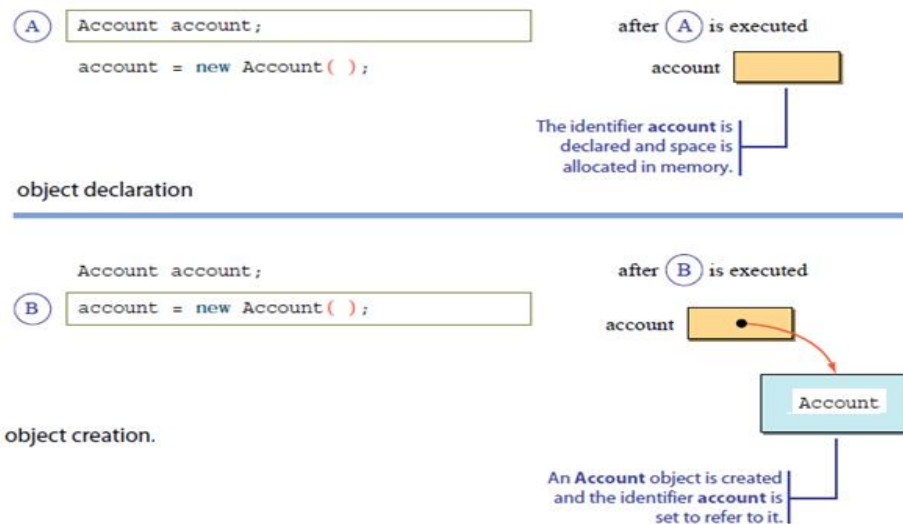 A
Account account;
after A is executed
account = new Account( );
account
The identifier account is
declared and space is
allocated in memory.
object declaration
Account account;
after B is executed
B
account = new Account( );
account
Account
object creation.
An Account object is created
and the identifier account is
set to refer to it.